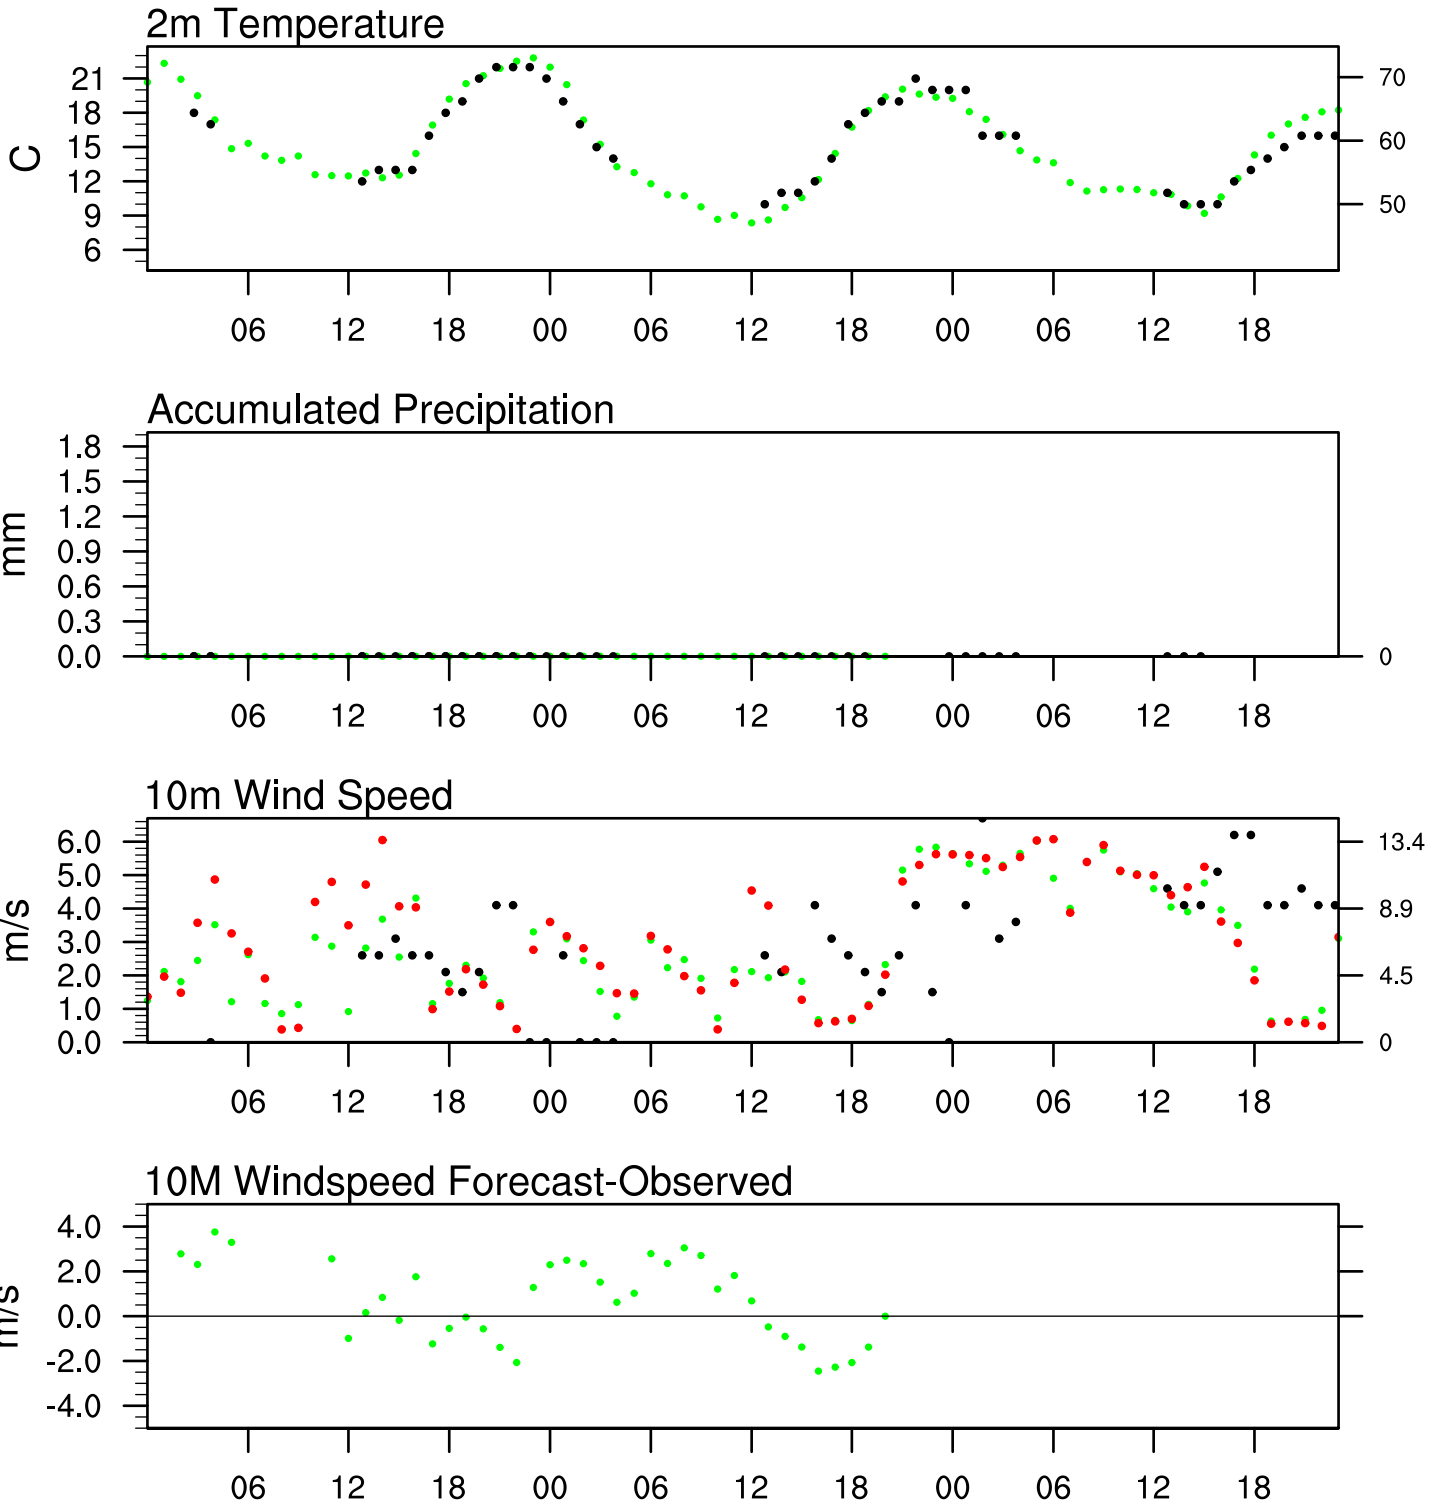 2m Temperature
21
18
15
12
9
6
C
70
60
50
06 12 18 00 06 12 18 00 06 12 18
Accumulated Precipitation
1.8
1.5
1.2
0.9
0.6
0.3
0.0
mm
0
06 12 18 00 06 12 18 00 06 12 18
10m Wind Speed
6.0
5.0
4.0
3.0
2.0
1.0
0.0
m/s
13.4
8.9
4.5
0
06 12 18 00 06 12 18 00 06 12 18
10M Windspeed Forecast-Observed
4.0
2.0
0.0
-2.0
-4.0
m/s
06 12 18 00 06 12 18 00 06 12 18